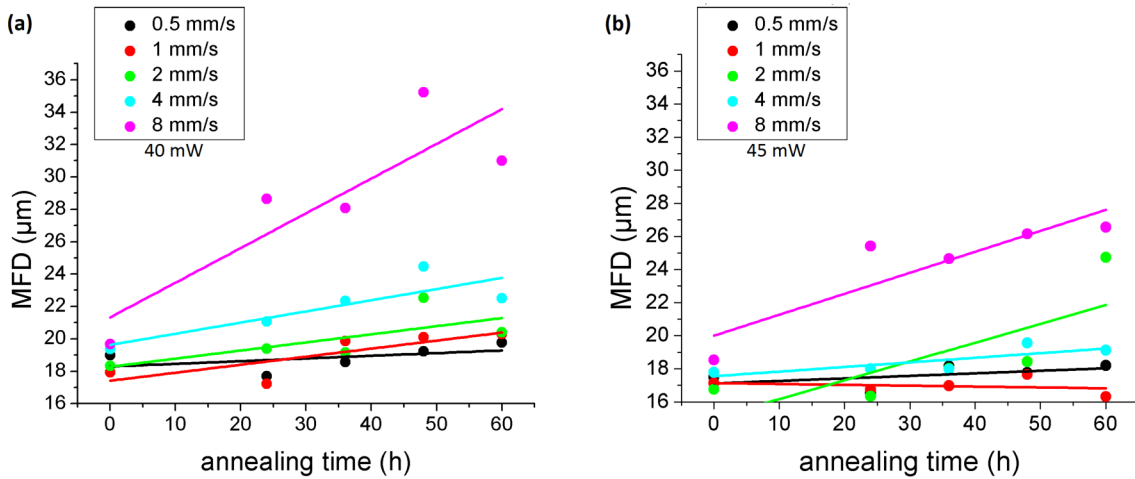 (a)
0.5 mm/s
1 mm/s
2 mm/s
4 mm/s
8 mm/s
40 mW
36
34
32
30
28
26
24
22
20
18
16
MFD (µm)
0 10 20 30 40 50 60
annealing time (h)
(b)
0.5 mm/s
1 mm/s
2 mm/s
4 mm/s
8 mm/s
45 mW
36
34
32
30
28
26
24
22
20
18
16
MFD (µm)
0 10 20 30 40 50 60
annealing time (h)